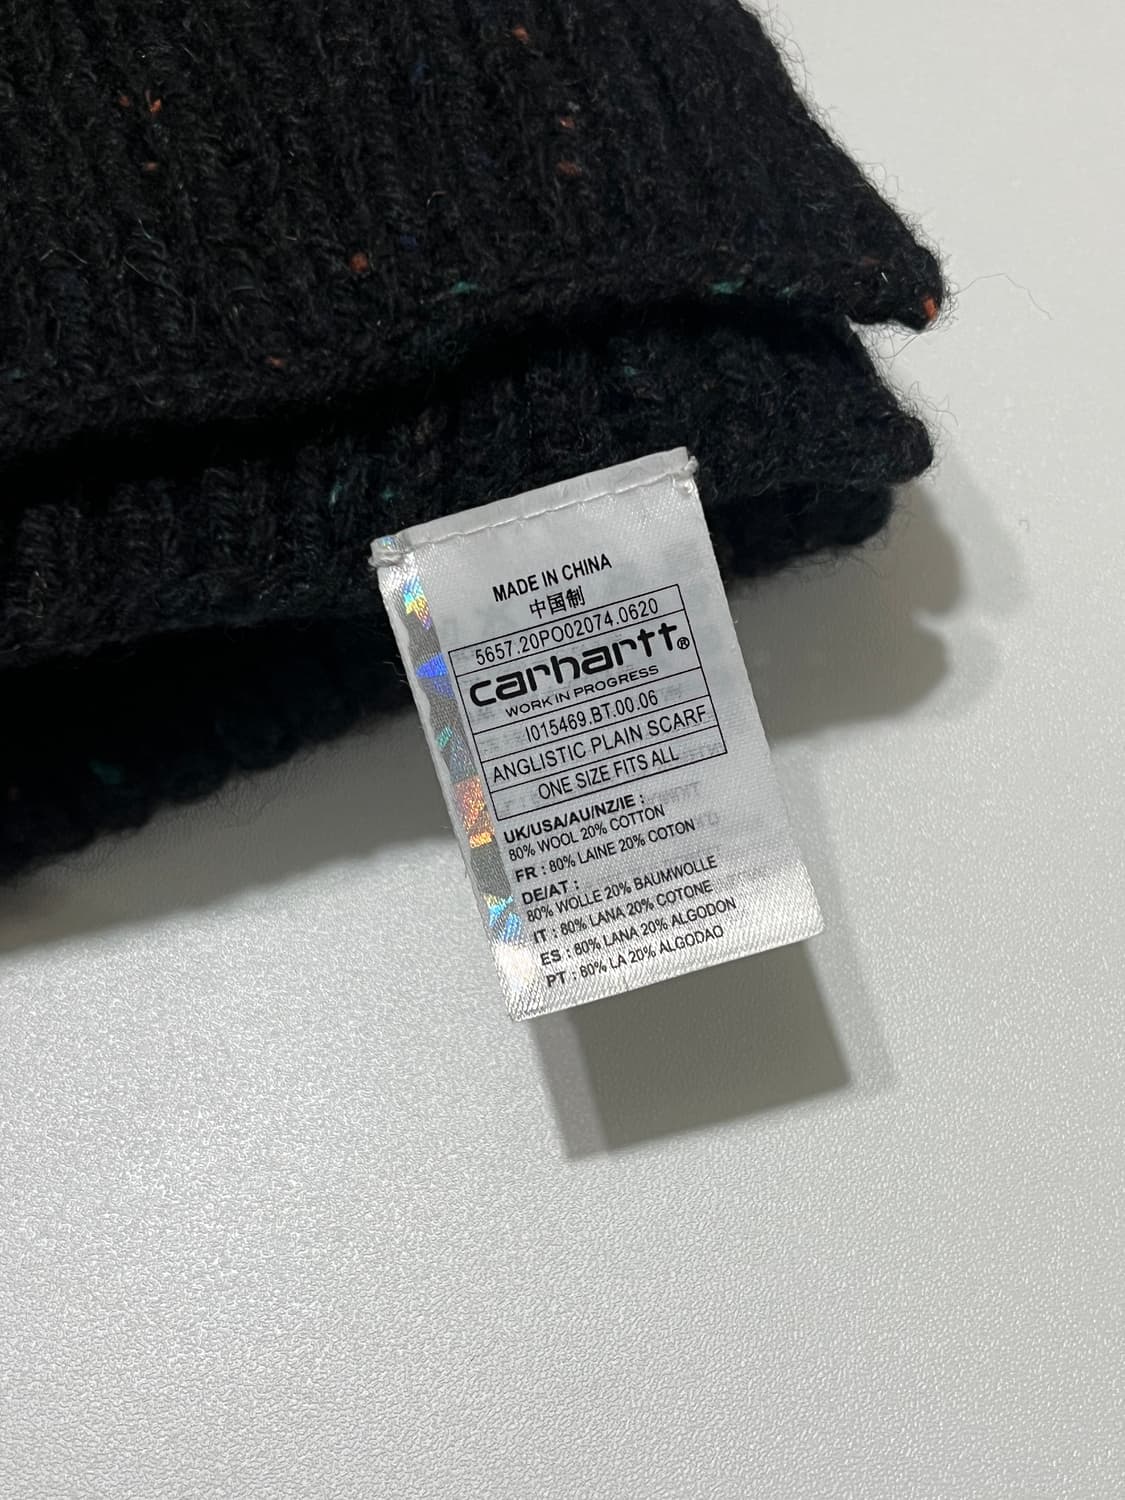 MADE IN CHINA
中国制
5657.20PO02074.0620
carhartt®
WORK IN PROGRESS
I015469.BT.00.06
ANGLISTIC PLAIN SCARF
ONE SIZE FITS ALL
UK/USA/AU/NZ/IE :
80% WOOL 20% COTTON
FR : 80% LAINE 20% COTON
DE/AT :
80% WOLLE 20% BAUMWOLLE
IT : 80% LANA 20% COTONE
ES : 80% LANA 20% ALGODON
PT : 80% LA 20% ALGODAO